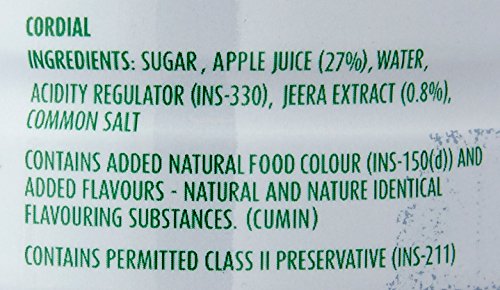 CORDIAL
INGREDIENTS: SUGAR, APPLE JUICE (27%), WATER,
ACIDITY REGULATOR (INS-330), JEERA EXTRACT (0.8%),
COMMON SALT
CONTAINS ADDED NATURAL FOOD COLOUR (INS-150(d)) AND
ADDED FLAVOURS - NATURAL AND NATURE IDENTICAL
FLAVOURING SUBSTANCES. (CUMIN)
CONTAINS PERMITTED CLASS II PRESERVATIVE (INS-211)